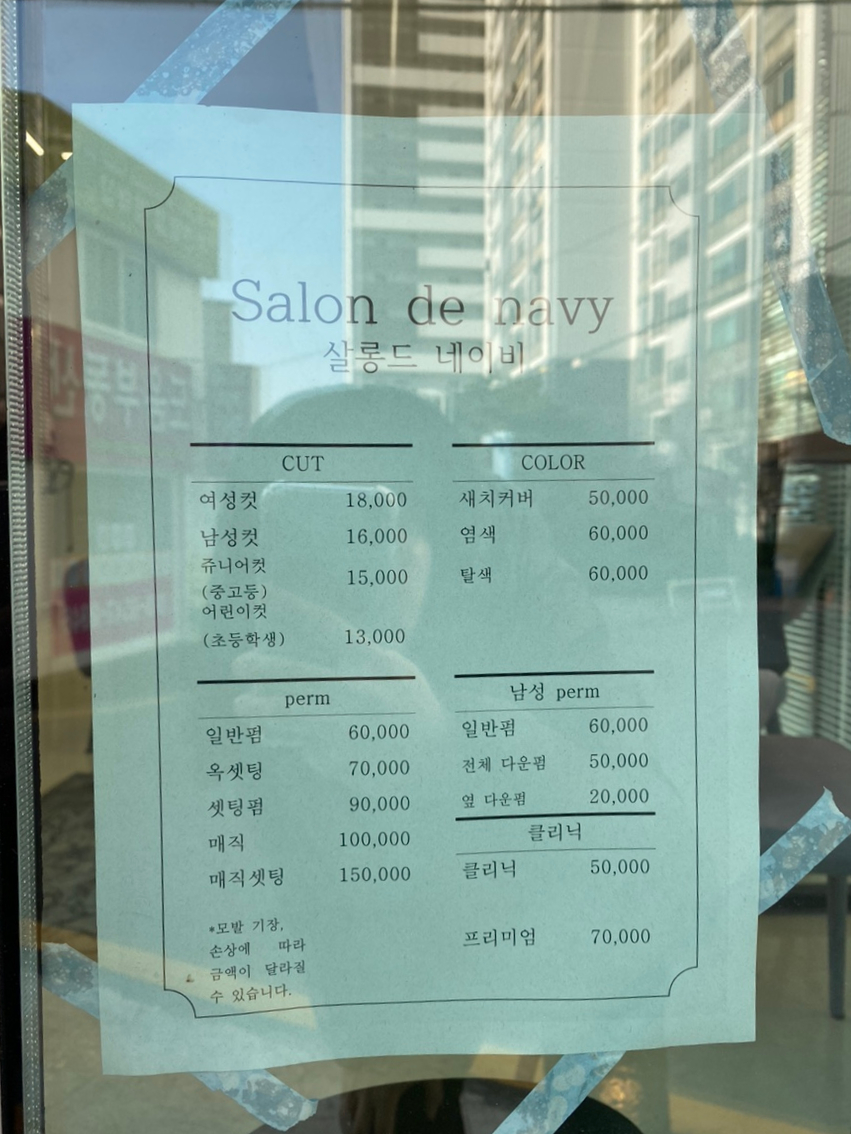 Salon de navy
살롱드 네이비
CUT
여성컷 18,000
남성컷 16,000
쥬니어컷
(중고등) 15,000
어린이컷
(초등학생) 13,000
COLOR
새치커버 50,000
염색 60,000
탈색 60,000
perm
일반펌 60,000
옥셋팅 70,000
셋팅펌 90,000
매직 100,000
매직셋팅 150,000
*모발 기장,
손상에 따라
금액이 달라질
수 있습니다.
남성 perm
일반펌 60,000
전체 다운펌 50,000
옆 다운펌 20,000
클리닉
클리닉 50,000
프리미엄 70,000